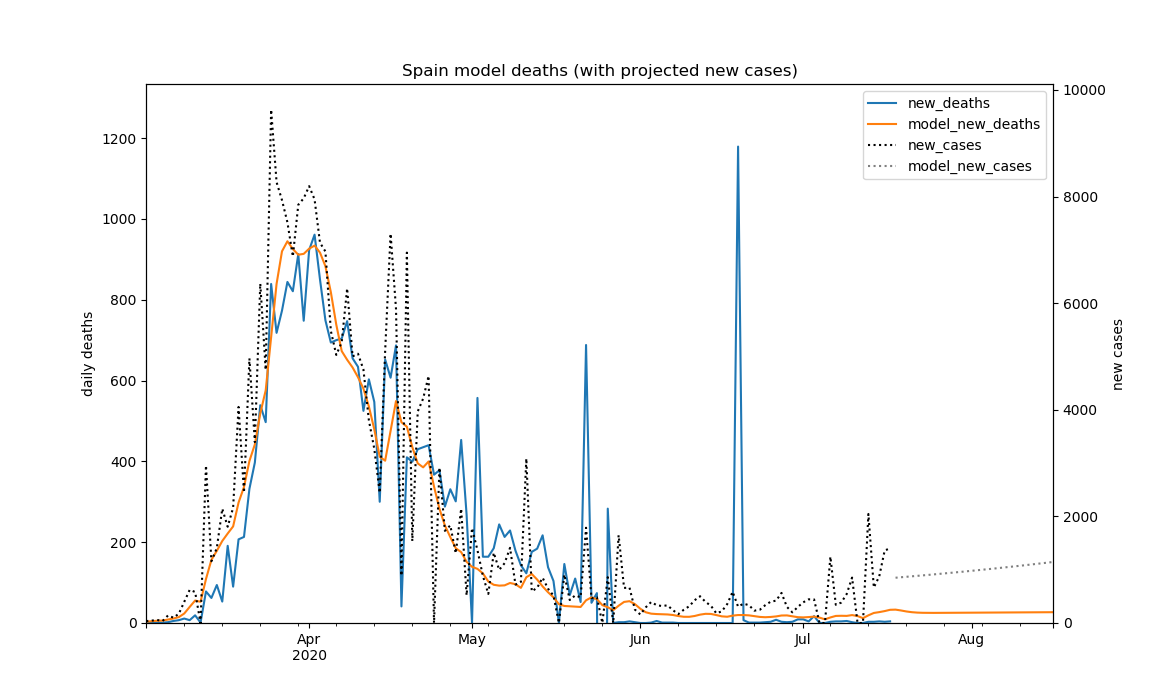 Spain model deaths (with projected new cases)
new_deaths
model_new_deaths
new_cases
model_new_cases
daily deaths
1200
1000
800
600
400
200
0
10000
8000
6000
4000
2000
0
new cases
Apr
2020
May
Jun
Jul
Aug